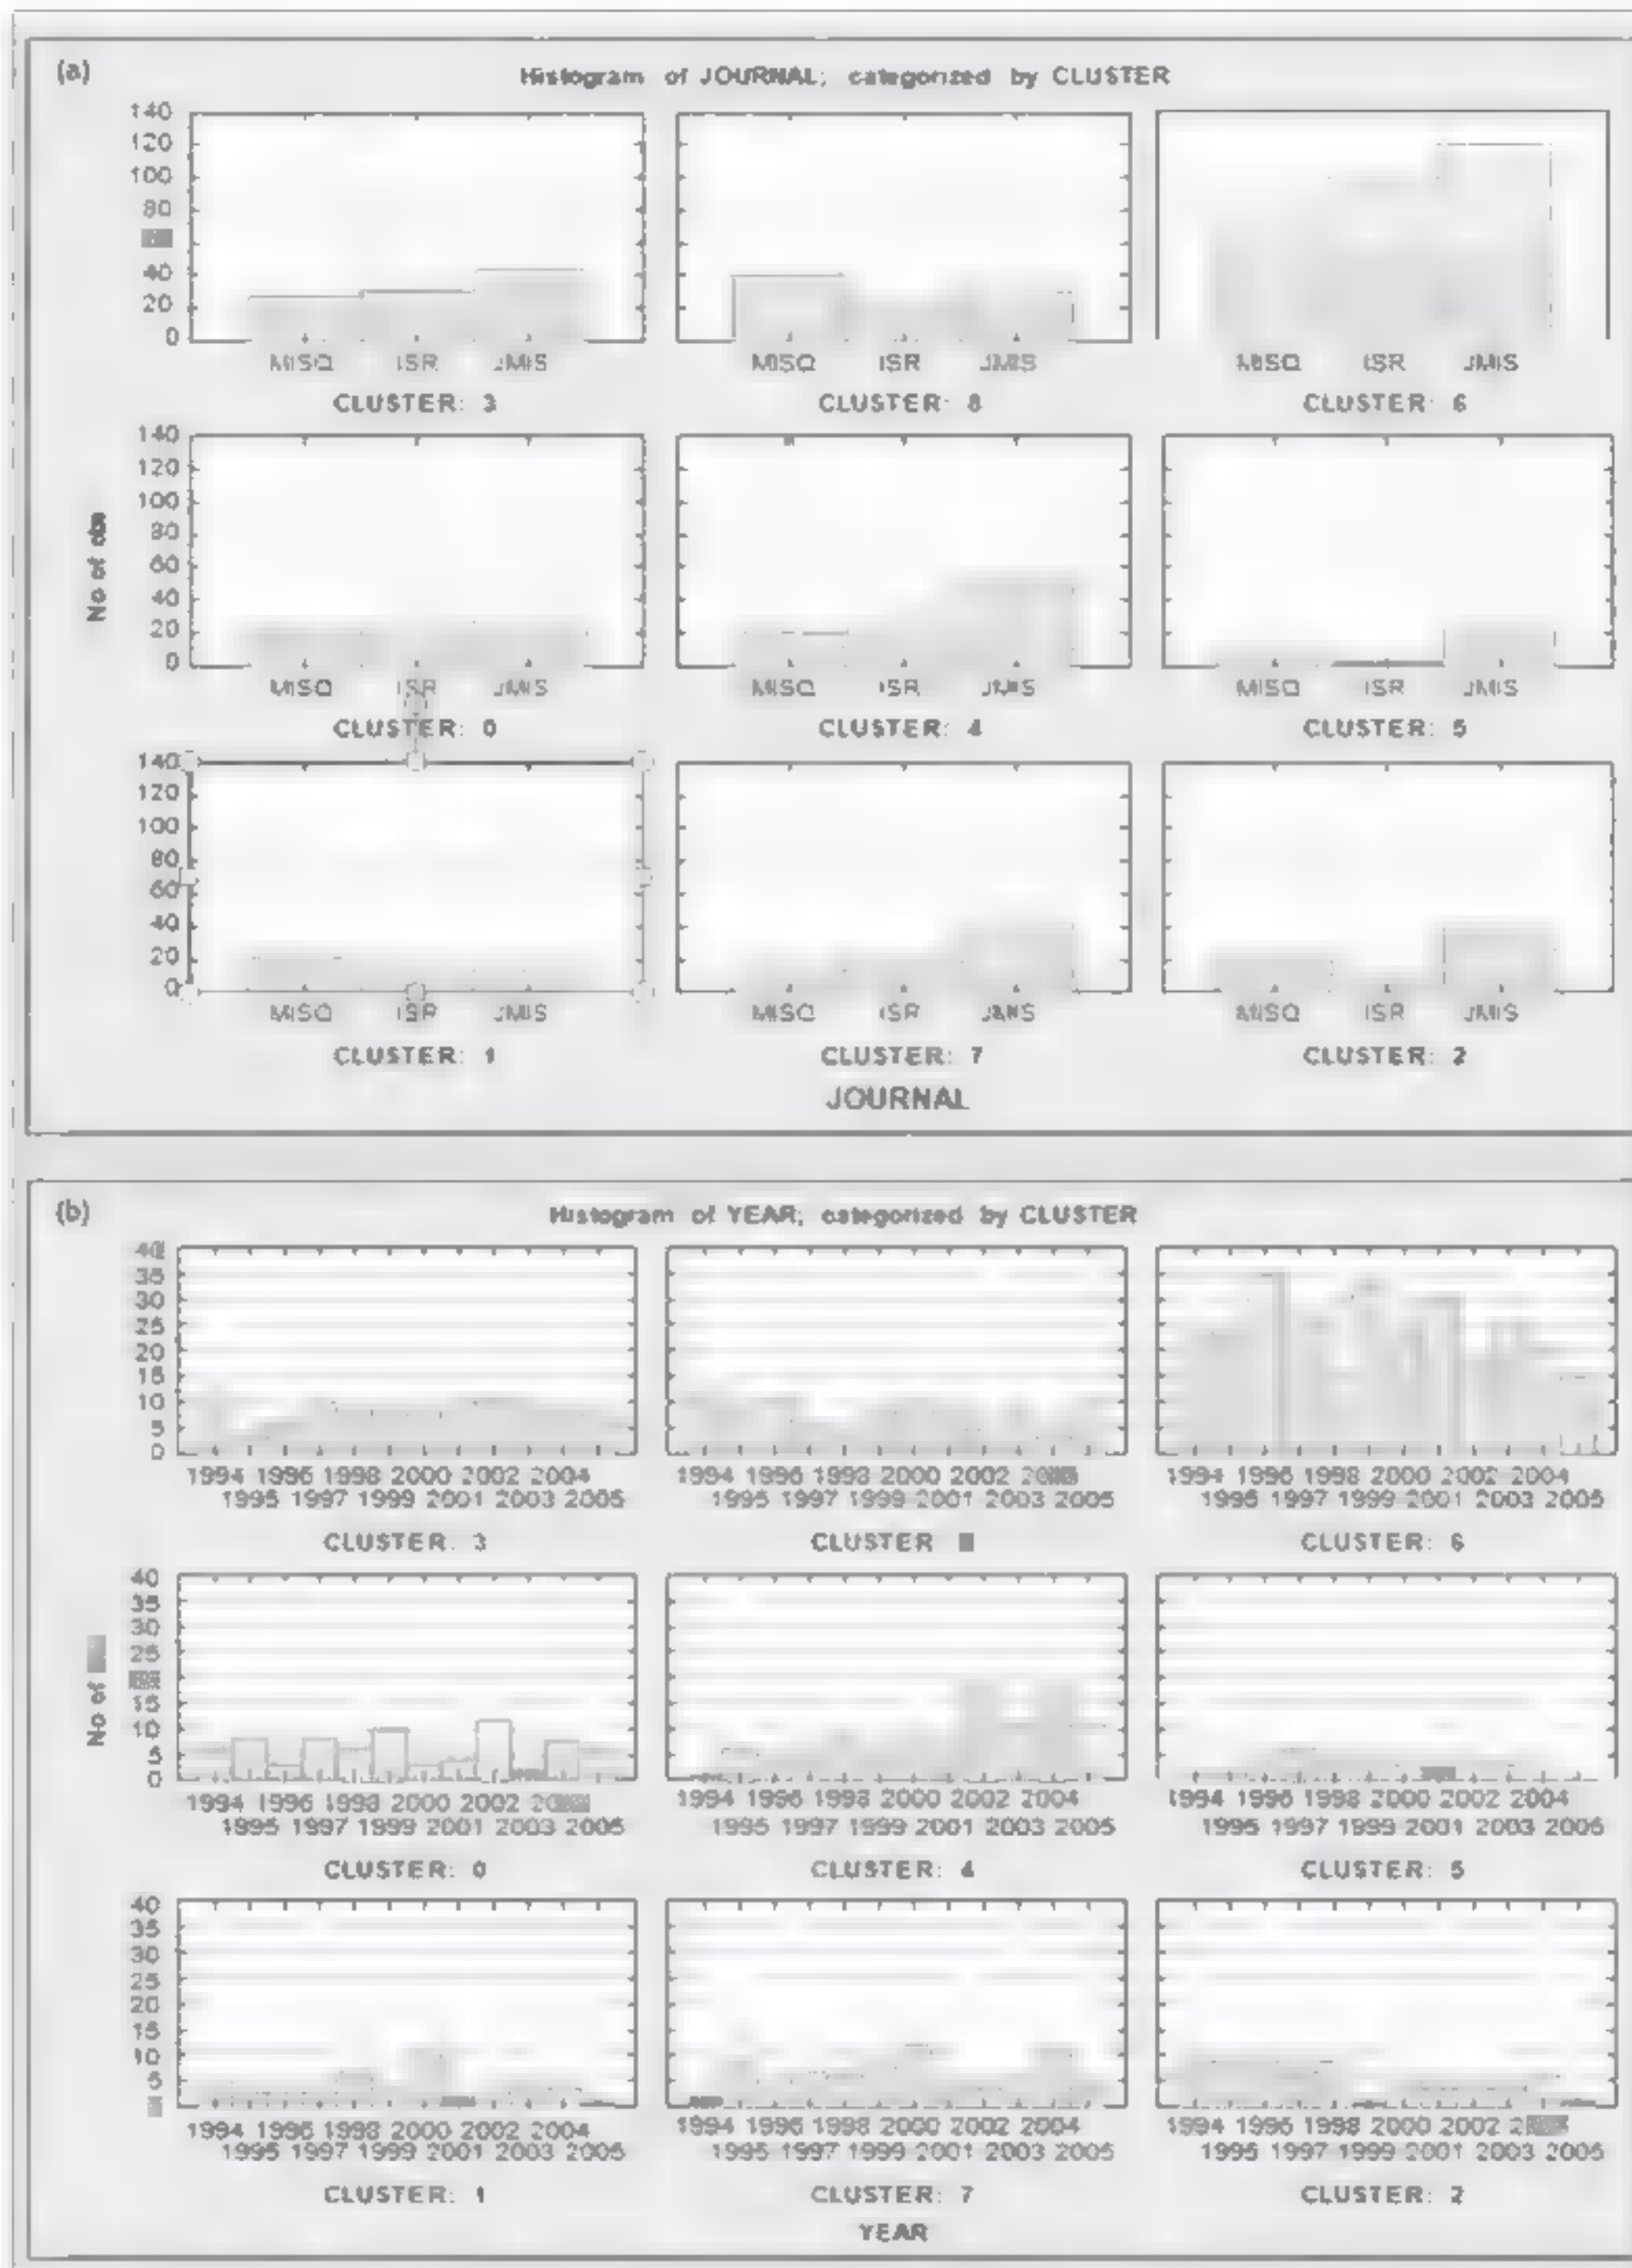 (a)
Histogram of JOURNAL; categorized by CLUSTER
140
120
100
80
40
20
0
MISQ ISR JMIS
CLUSTER: 3
MISQ ISR JMIS
CLUSTER: 8
MISQ ISR JMIS
CLUSTER: 6
No of obs
140
120
100
80
60
40
20
0
MISQ ISR JMIS
CLUSTER: 0
MISQ ISR JMIS
CLUSTER: 4
MISQ ISR JMIS
CLUSTER: 5
140
120
100
80
60
40
20
0
MISQ ISR JMIS
CLUSTER: 1
MISQ ISR JMIS
CLUSTER: 7
MISQ ISR JMIS
CLUSTER: 2
JOURNAL
(b)
Histogram of YEAR; categorized by CLUSTER
40
35
30
25
20
15
10
5
0
1994 1996 1998 2000 2002 2004
1995 1997 1999 2001 2003 2005
CLUSTER: 3
1994 1996 1998 2000 2002
1995 1997 1999 2001 2003 2005
CLUSTER
1994 1996 1998 2000 2002 2004
1995 1997 1999 2001 2003 2005
CLUSTER: 6
No of
40
35
30
25
15
10
5
0
1994 1996 1998 2000 2002
1995 1997 1999 2001 2003 2005
CLUSTER: 0
1994 1996 1998 2000 2002 2004
1995 1997 1999 2001 2003 2005
CLUSTER: 4
1994 1996 1998 2000 2002 2004
1995 1997 1999 2001 2003 2005
CLUSTER: 5
40
35
30
25
20
15
10
5
1994 1996 1998 2000 2002 2004
1995 1997 1999 2001 2003 2005
CLUSTER: 1
1994 1996 1998 2000 2002 2004
1995 1997 1999 2001 2003 2005
CLUSTER: 7
1994 1996 1998 2000 2002
1995 1997 1999 2001 2003 2005
CLUSTER: 2
YEAR